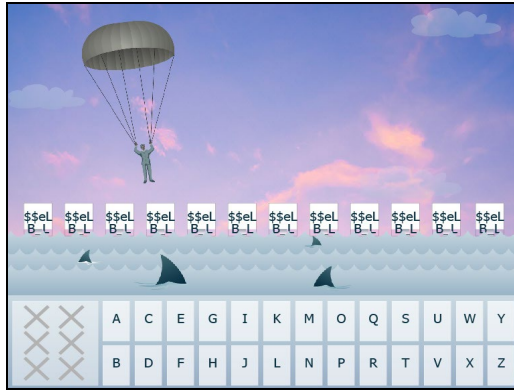 $$eL $$eL $$eL $$eL $$eL $$eL $$eL $$eL $$eL $$eL $$eL $$eL
B_L B_L B_L B_L B_L B_L B_L B_L B_L B_L B_L R_L
A C E G I K M O Q S U W Y
B D F H J L N P R T V X Z